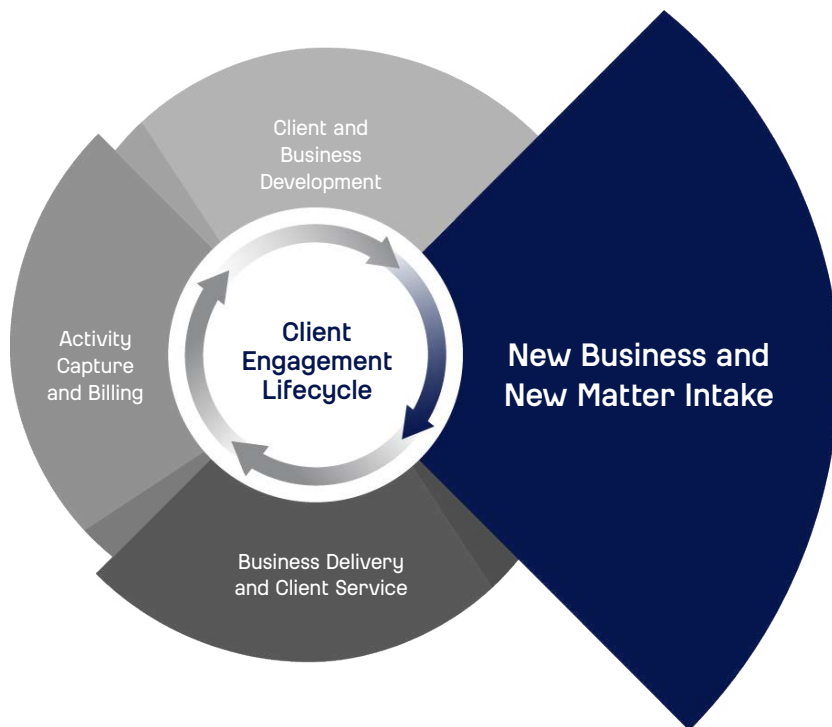 Client and
Business
Development
New Business and
New Matter Intake
Business Delivery
and Client Service
Activity
Capture
and Billing
Client
Engagement
Lifecycle